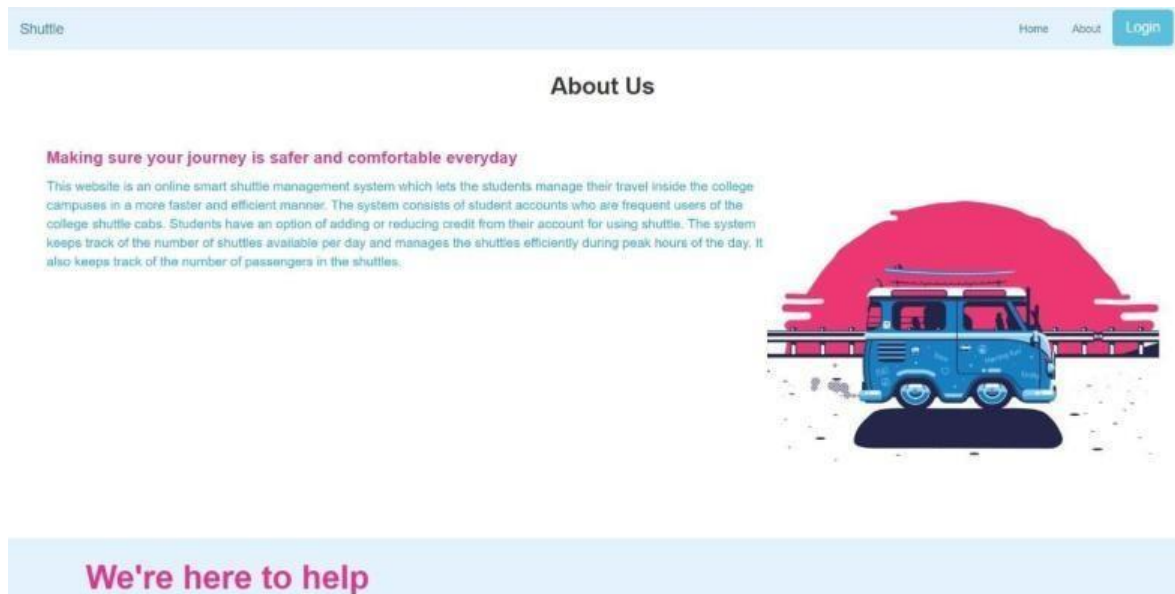 Shuttle
Home About Login
About Us
Making sure your journey is safer and comfortable everyday
This website is an online smart shuttle management system which lets the students manage their travel inside the college
campuses in a more faster and efficient manner. The system consists of student accounts who are frequent users of the
college shuttle cabs. Students have an option of adding or reducing credit from their account for using shuttle. The system
keeps track of the number of shuttles available per day and manages the shuttles efficiently during peak hours of the day. It
also keeps track of the number of passengers in the shuttles.
We're here to help